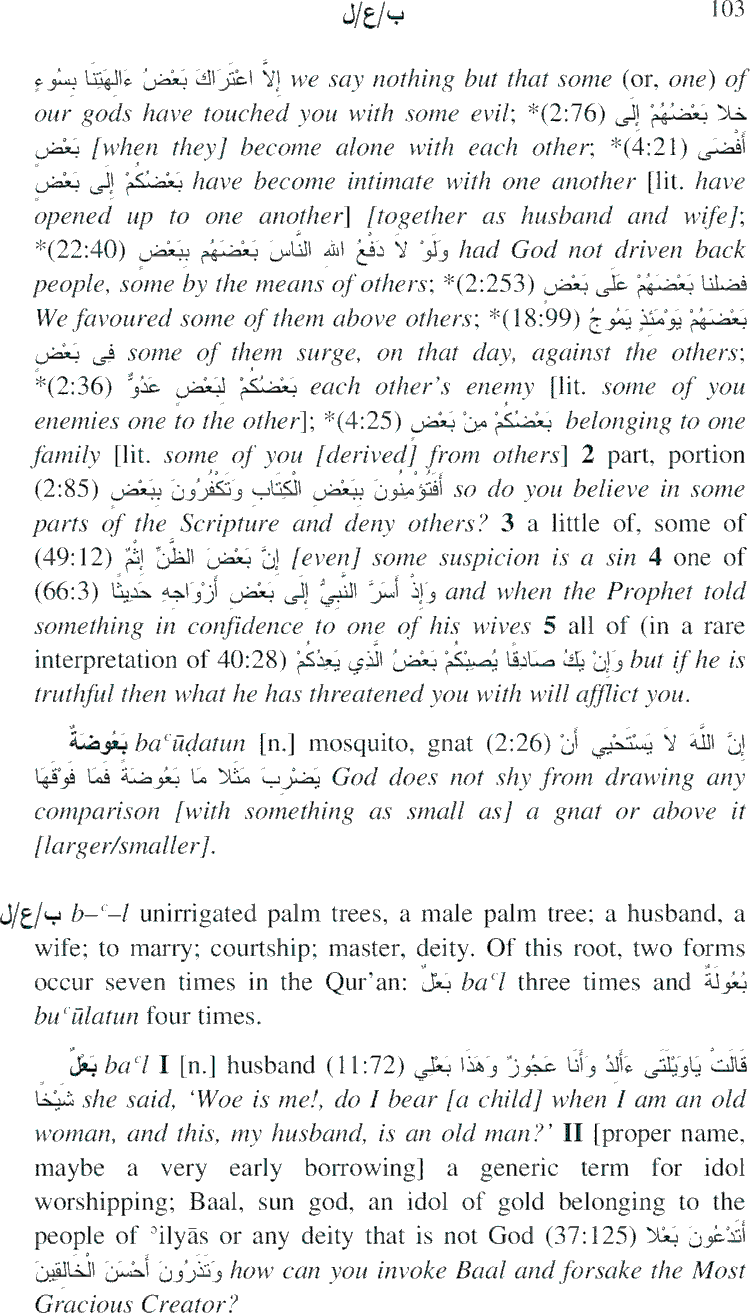 ب/ع/ل 103
إِلَّا اعْتَرَاكَ بَعْضُ ءَالِهَتِنَا بِسُوءٍ we say nothing but that some (or, one) of
our gods have touched you with some evil; *(2:76) خلا بَعْضُهُمْ إِلَى
بَعْضٍ [when they] become alone with each other; *(4:21) أَفْضَى
بَعْضُكُمْ إِلَى بَعْضٍ have become intimate with one another [lit. have
opened up to one another] [together as husband and wife];
*(22:40) وَلَوْ لاَ دَفْعُ اللهِ النَّاسَ بَعْضَهُم بِبَعْضٍ had God not driven back
people, some by the means of others; *(2:253) فضلنا بَعْضَهُمْ عَلَى بَعْضٍ
We favoured some of them above others; *(18:99) بَعْضَهُمْ يَوْمَئِذٍ يَمُوجُ
فِى بَعْضٍ some of them surge, on that day, against the others;
*(2:36) بَعْضُكُمْ لِبَعْضٍ عَدُوٌّ each other's enemy [lit. some of you
enemies one to the other]; *(4:25) بَعْضُكُمْ مِنْ بَعْضٍ belonging to one
family [lit. some of you [derived] from others] 2 part, portion
(2:85) أَفَتُؤْمِنُونَ بِبَعْضِ الْكِتَابِ وَتَكْفُرُونَ بِبَعْضٍ so do you believe in some
parts of the Scripture and deny others? 3 a little of, some of
(49:12) إِنَّ بَعْضَ الظَّنِّ إِثْمٌ [even] some suspicion is a sin 4 one of
(66:3) وَإِذْ أَسَرَّ النَّبِيُّ إِلَى بَعْضِ أَزْوَاجِهِ حَدِيثًا and when the Prophet told
something in confidence to one of his wives 5 all of (in a rare
interpretation of 40:28) وَإِنْ يَكُ صَادِقًا يُصِبْكُمْ بَعْضُ الَّذِي يَعِدُكُمْ but if he is
truthful then what he has threatened you with will afflict you.
بَعُوضَةٌ baʿūḍatun [n.] mosquito, gnat (2:26) إِنَّ اللَّهَ لاَ يَسْتَحْيِي أَنْ
يَضْرِبَ مَثَلا مَا بَعُوضَةً فَمَا فَوْقَهَا God does not shy from drawing any
comparison [with something as small as] a gnat or above it
[larger/smaller].
ب/ع/ل b–ʿ–l unirrigated palm trees, a male palm tree; a husband, a
wife; to marry; courtship; master, deity. Of this root, two forms
occur seven times in the Qur'an: بَعْلٌ baʿl three times and بُعُولَةٌ
buʿūlatun four times.
بَعْلٌ baʿl I [n.] husband (11:72) قَالَتْ يَاوَيْلَتَى ءَأَلِدُ وَأَنَا عَجُوزٌ وَهَذَا بَعْلِي
شَيْخًا she said, ‘Woe is me!, do I bear [a child] when I am an old
woman, and this, my husband, is an old man?’ II [proper name,
maybe a very early borrowing] a generic term for idol
worshipping; Baal, sun god, an idol of gold belonging to the
people of ʾilyās or any deity that is not God (37:125) أَتَدْعُونَ بَعْلا
وَتَذَرُونَ أَحْسَنَ الْخَالِقِينَ how can you invoke Baal and forsake the Most
Gracious Creator?